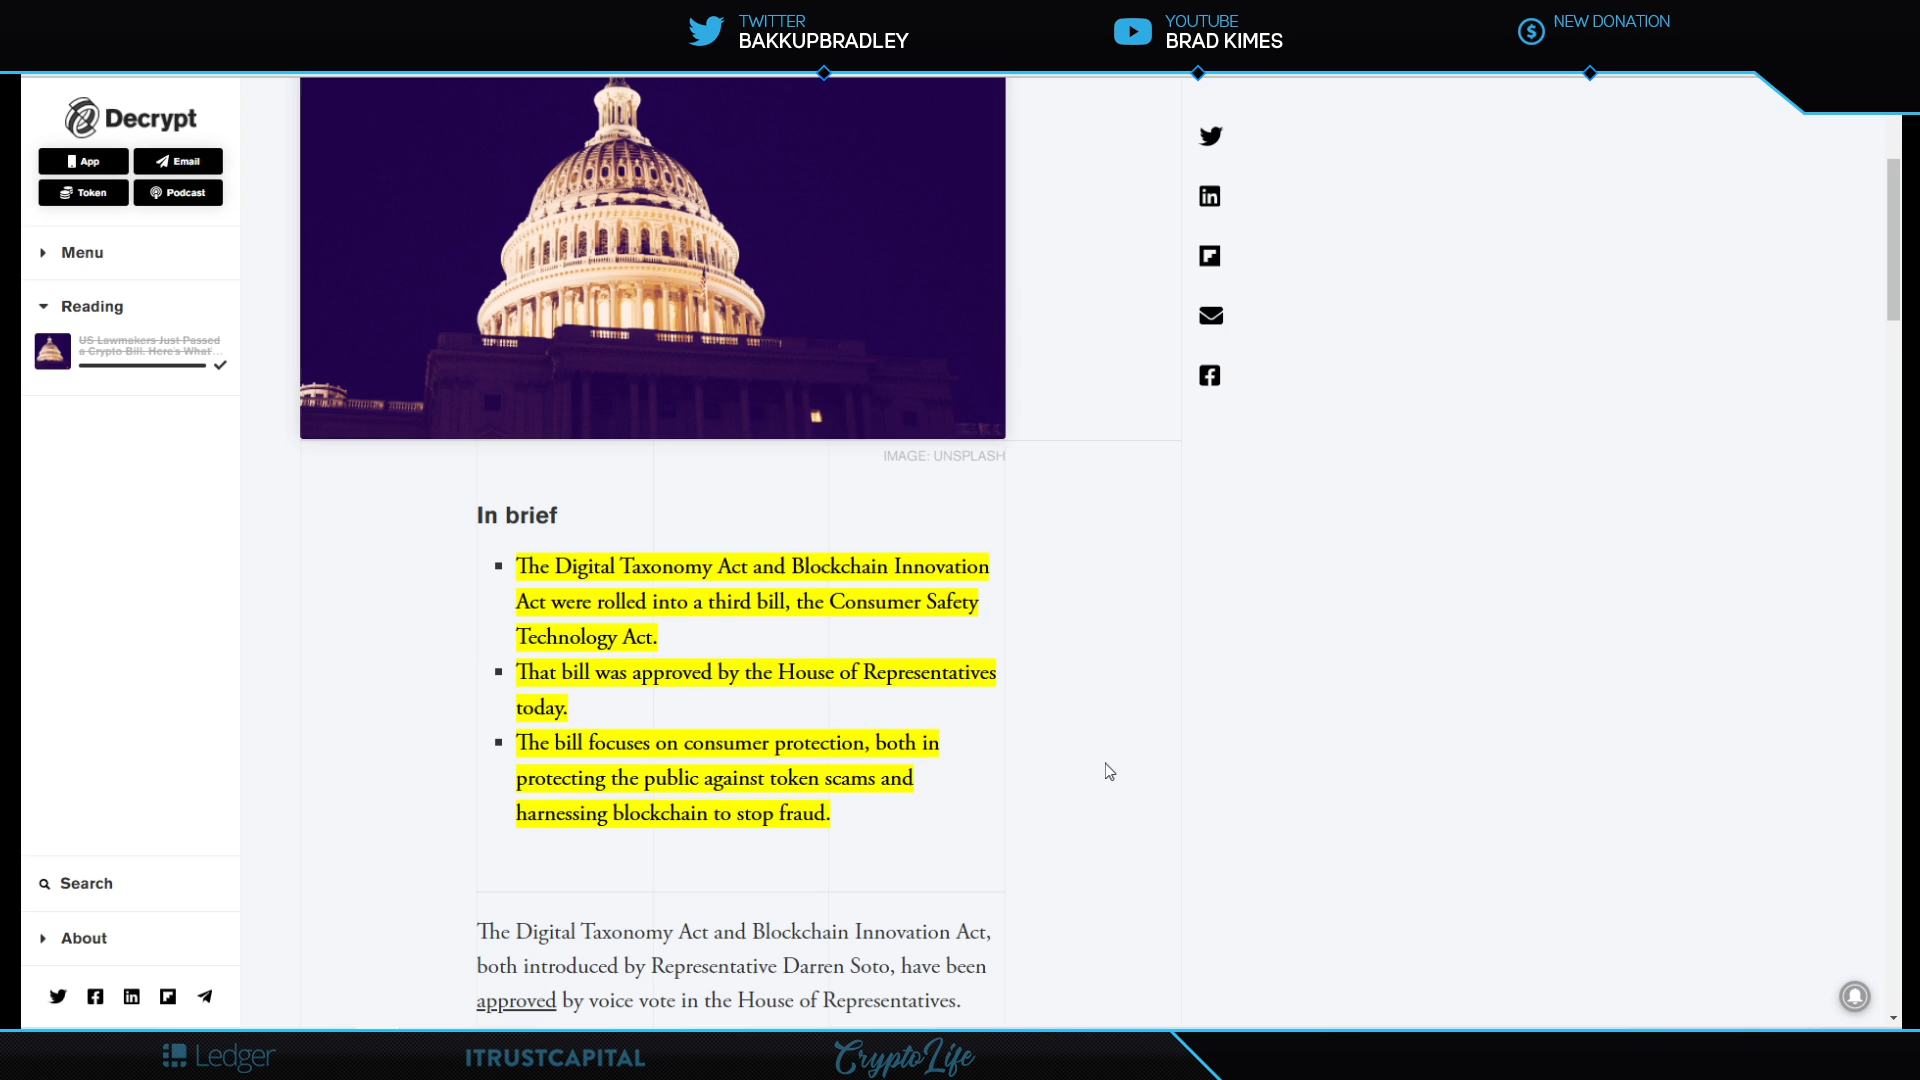 TWITTER
BAKKUPBRADLEY
YOUTUBE
BRAD KIMES
NEW DONATION
Decrypt
App
Email
Token
Podcast
Menu
Reading
US Lawmakers Just Passed
a Crypto Bill. Here's What'...
IMAGE: UNSPLASH
In brief
The Digital Taxonomy Act and Blockchain Innovation
Act were rolled into a third bill, the Consumer Safety
Technology Act.
That bill was approved by the House of Representatives
today.
The bill focuses on consumer protection, both in
protecting the public against token scams and
harnessing blockchain to stop fraud.
The Digital Taxonomy Act and Blockchain Innovation Act,
both introduced by Representative Darren Soto, have been
approved by voice vote in the House of Representatives.
Search
About
Ledger
ITRUSTCAPITAL
CryptoLife